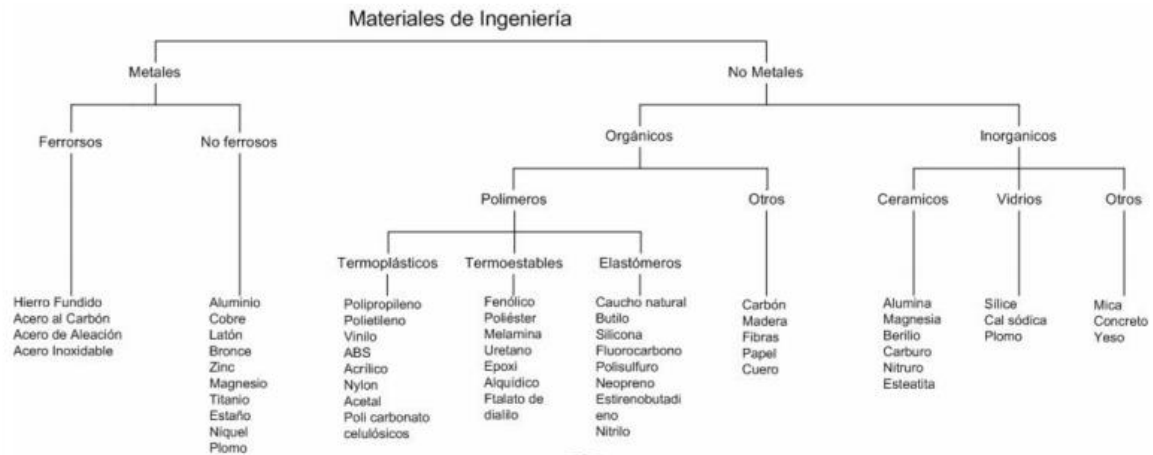 Materiales de Ingeniería
Metales
No Metales
Ferrorsos
No ferrosos
Orgánicos
Inorganicos
Polímeros
Otros
Ceramicos
Vidrios
Otros
Termoplásticos
Termoestables
Elastómeros
Hierro Fundido
Acero al Carbón
Acero de Aleación
Acero Inoxidable
Aluminio
Cobre
Latón
Bronce
Zinc
Magnesio
Titanio
Estaño
Níquel
Plomo
Polipropileno
Polietileno
Vinilo
ABS
Acrílico
Nylon
Acetal
Poli carbonato
celulósicos
Fenólico
Poliéster
Melamina
Uretano
Epoxi
Alquídico
Ftalato de
dialilo
Caucho natural
Butilo
Silicona
Fluorocarbono
Polisulfuro
Neopreno
Estirenobutadi
eno
Nitrilo
Carbón
Madera
Fibras
Papel
Cuero
Alumina
Magnesia
Berilio
Carburo
Nitruro
Esteatita
Sílice
Cal sódica
Plomo
Mica
Concreto
Yeso